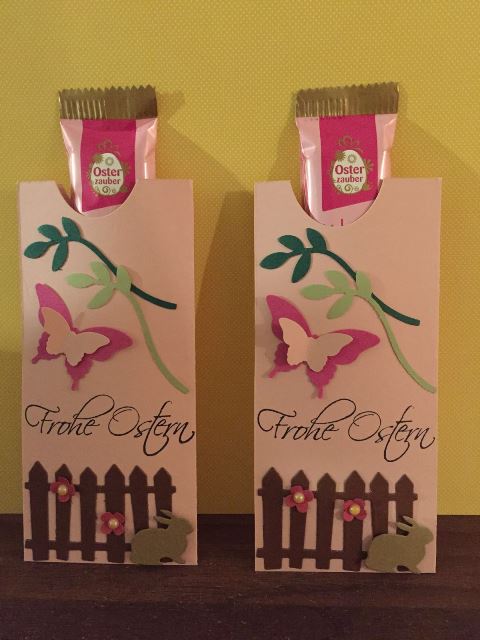 Oster
zauber
Oster
zauber
Frohe Ostern
Frohe Ostern